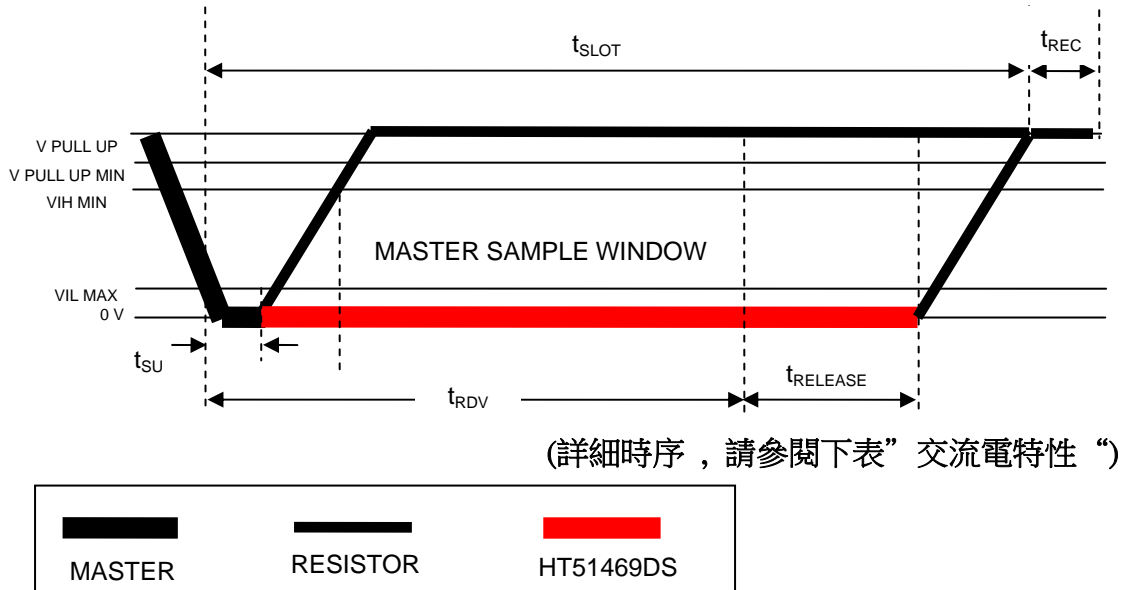 tSLOT
tREC
V PULL UP
V PULL UP MIN
VIH MIN
MASTER SAMPLE WINDOW
VIL MAX
0 V
tSU
tRDV
tRELEASE
(詳細時序，請參閱下表”交流電特性“)
MASTER
RESISTOR
HT51469DS